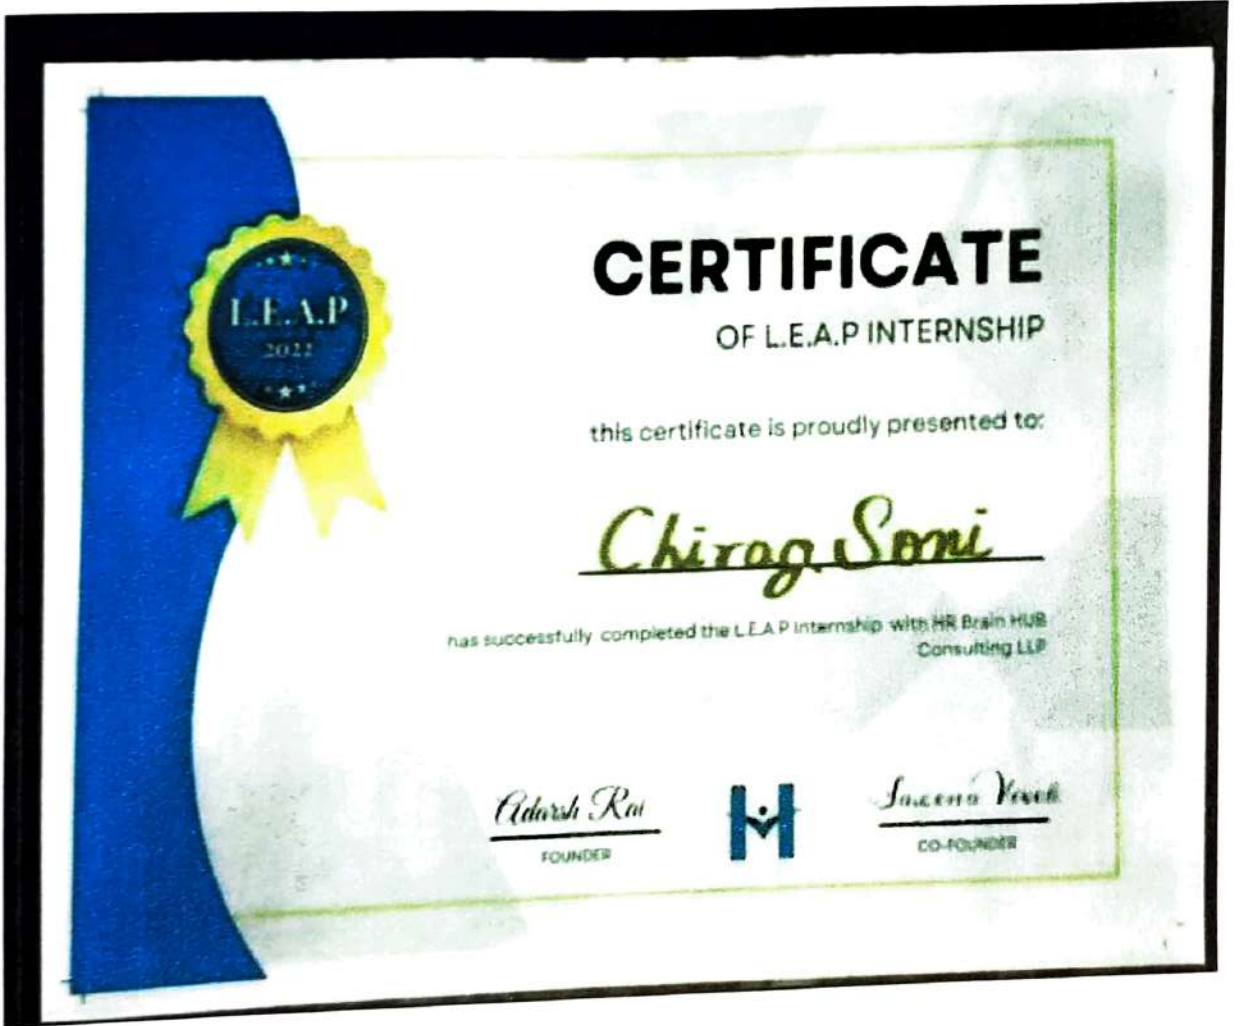 L.E.A.P
2022
CERTIFICATE
OF L.E.A.P INTERNSHIP
this certificate is proudly presented to:
Chirag Soni
has successfully completed the L.E.A.P Internship with HR Brain HUB
Consulting LLP
Adarsh Rai
FOUNDER
CO-FOUNDER